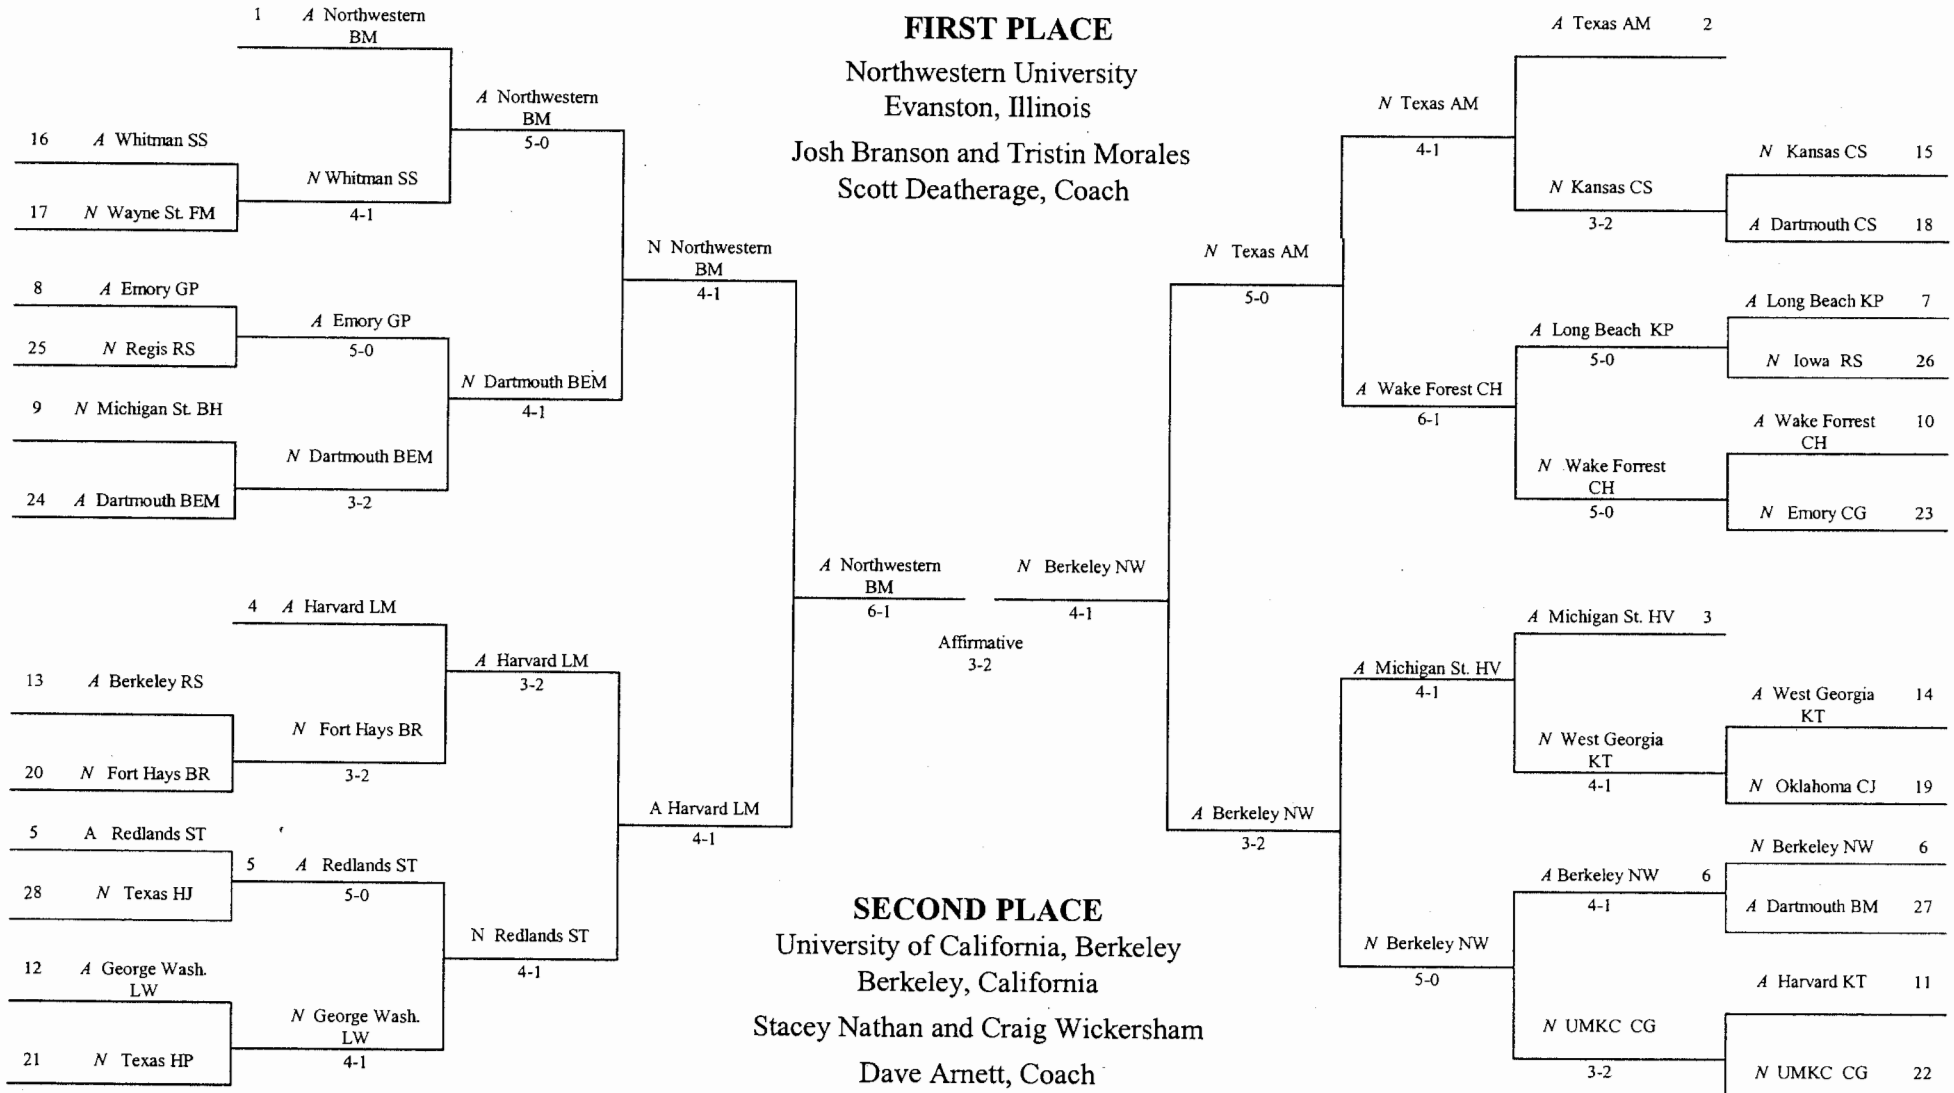 1 A Northwestern
BM
16 A Whitman SS
17 N Wayne St. FM
N Whitman SS
4-1
A Northwestern
BM
5-0
8 A Emory GP
25 N Regis RS
A Emory GP
5-0
9 N Michigan St. BH
24 A Dartmouth BEM
N Dartmouth BEM
3-2
N Dartmouth BEM
4-1
N Northwestern
BM
4-1
4 A Harvard LM
13 A Berkeley RS
20 N Fort Hays BR
N Fort Hays BR
3-2
A Harvard LM
3-2
5 A Redlands ST
28 N Texas HJ
5 A Redlands ST
5-0
12 A George Wash.
LW
21 N Texas HP
N George Wash.
LW
4-1
N Redlands ST
4-1
A Harvard LM
4-1
A Northwestern
BM
6-1
FIRST PLACE
Northwestern University
Evanston, Illinois
Josh Branson and Tristin Morales
Scott Deatherage, Coach
Affirmative
3-2
SECOND PLACE
University of California, Berkeley
Berkeley, California
Stacey Nathan and Craig Wickersham
Dave Arnett, Coach
N Berkeley NW
4-1
N Texas AM
5-0
N Texas AM
4-1
A Texas AM 2
N Kansas CS
3-2
N Kansas CS 15
A Dartmouth CS 18
A Wake Forest CH
6-1
A Long Beach KP
5-0
A Long Beach KP 7
N Iowa RS 26
N Wake Forrest
CH
5-0
A Wake Forrest 10
CH
N Emory CG 23
A Berkeley NW
3-2
A Michigan St. HV
4-1
A Michigan St. HV 3
N West Georgia
KT
4-1
A West Georgia 14
KT
N Oklahoma CJ 19
N Berkeley NW
5-0
A Berkeley NW 6
4-1
N Berkeley NW 6
A Dartmouth BM 27
N UMKC CG
3-2
A Harvard KT 11
N UMKC CG 22